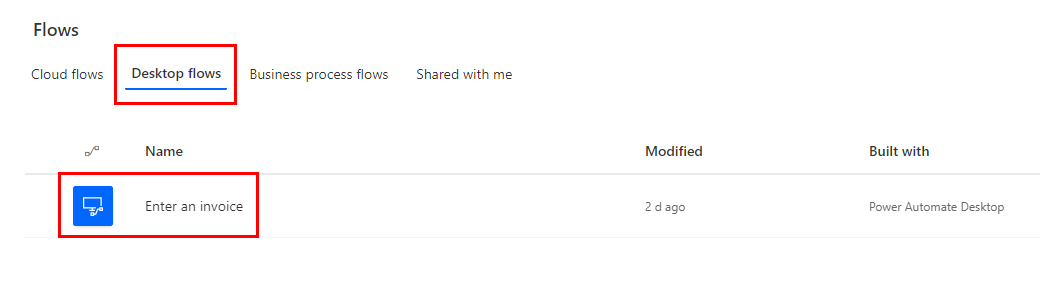 Flows
Cloud flows Desktop flows Business process flows Shared with me
Name Modified Built with
Enter an invoice 2 d ago Power Automate Desktop